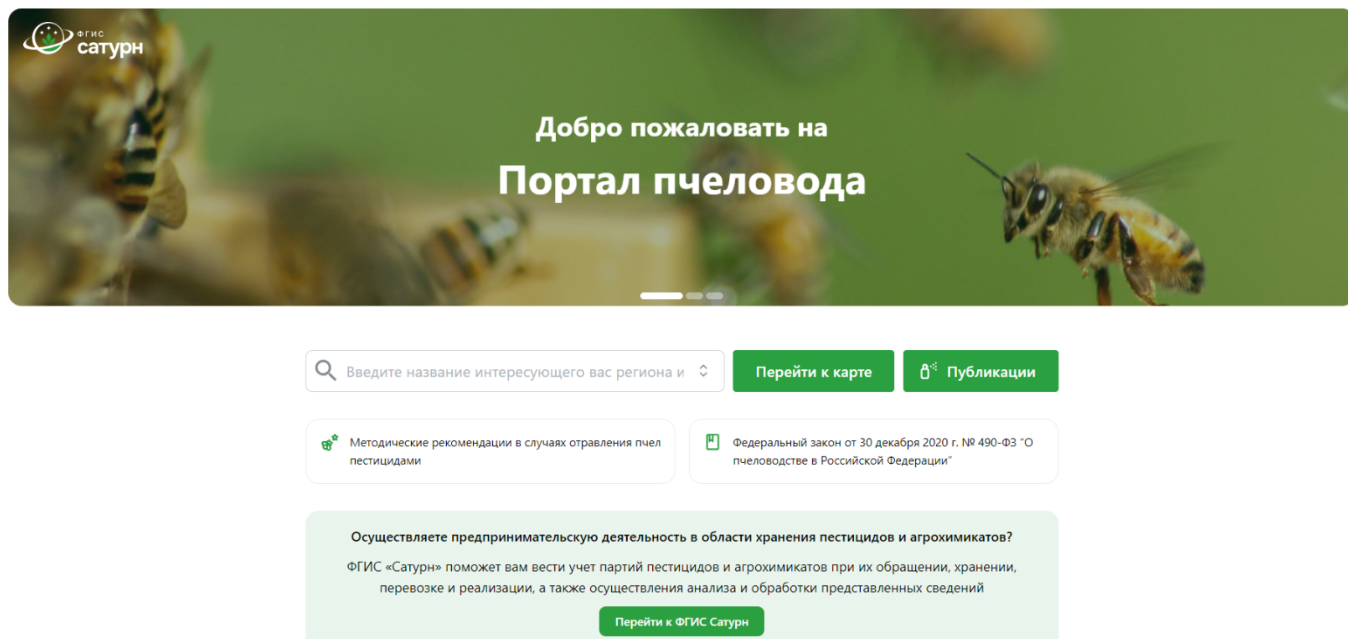 ФГИС
сатурн
Добро пожаловать на
Портал пчеловода
Введите название интересующего вас региона и
Перейти к карте
Публикации
Методические рекомендации в случаях отравления пчел
пестицидами
Федеральный закон от 30 декабря 2020 г. № 490-ФЗ "О
пчеловодстве в Российской Федерации"
Осуществляете предпринимательскую деятельность в области хранения пестицидов и агрохимикатов?
ФГИС «Сатурн» поможет вам вести учет партий пестицидов и агрохимикатов при их обращении, хранении,
перевозке и реализации, а также осуществления анализа и обработки представленных сведений
Перейти к ФГИС Сатурн